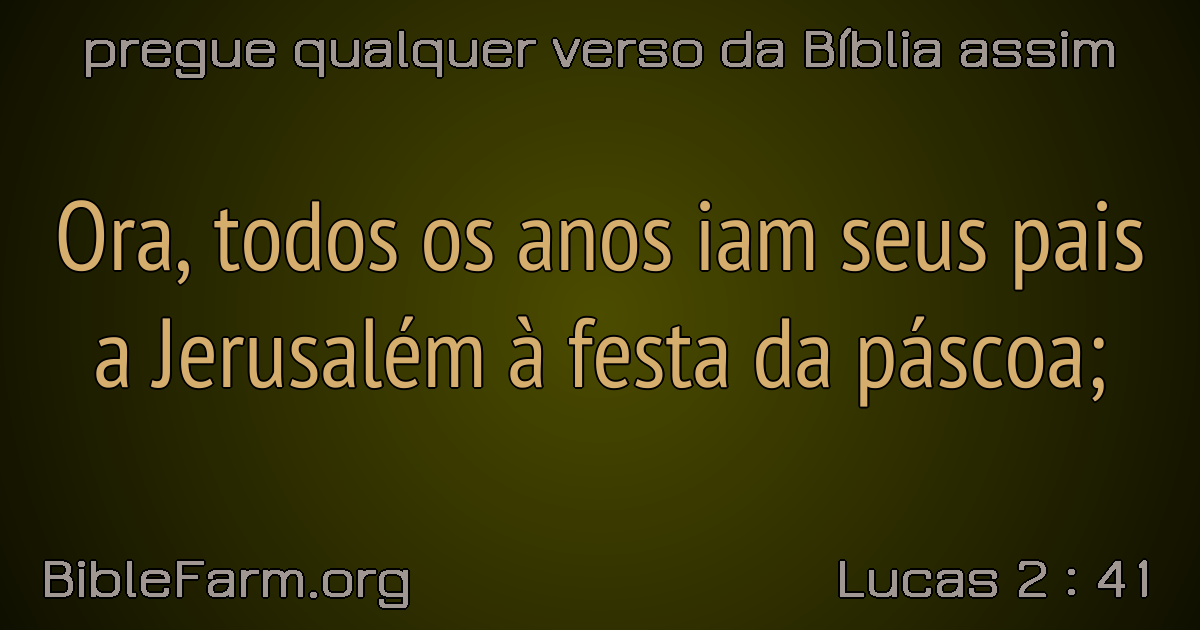 pregue qualquer verso da Bíblia assim
Ora, todos os anos iam seus pais
a Jerusalém à festa da páscoa;
BibleFarm.org
Lucas 2 : 41